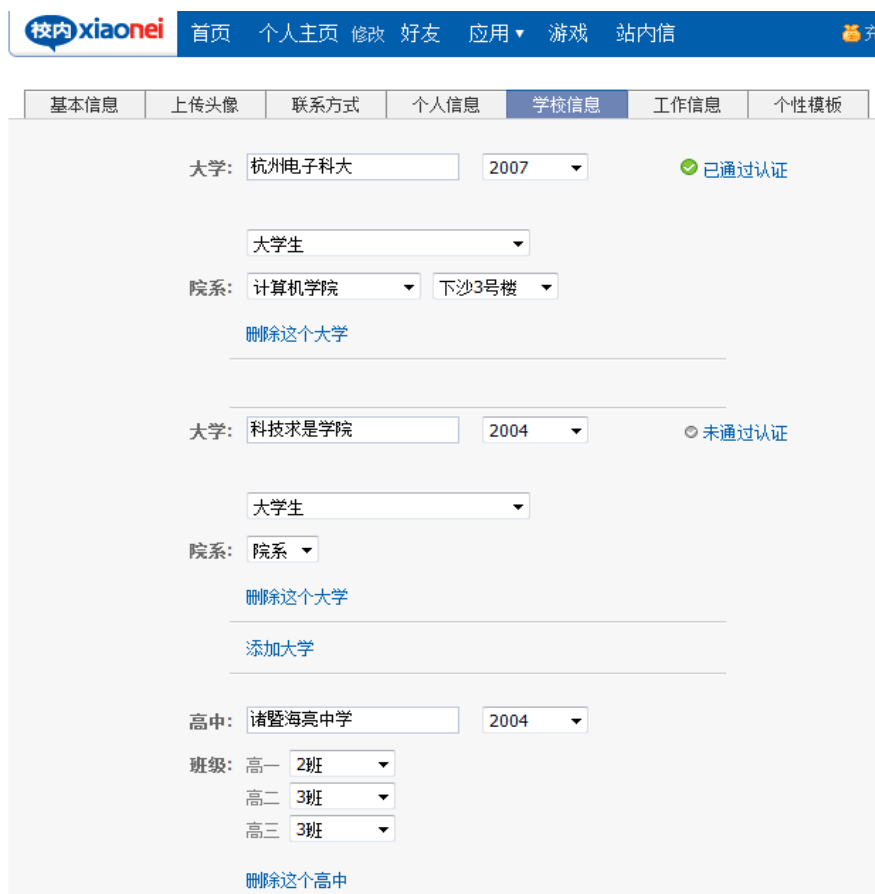 校内 xiaonei 首页 个人主页 修改 好友 应用 游戏 站内信
基本信息 上传头像 联系方式 个人信息 学校信息 工作信息 个性模板
大学: 杭州电子科大 2007 已通过认证
大学生
院系: 计算机学院 下沙3号楼
删除这个大学
大学: 科技求是学院 2004 未通过认证
大学生
院系: 院系
删除这个大学
添加大学
高中: 诸暨海亮中学 2004
班级: 高一 2班
高二 3班
高三 3班
删除这个高中